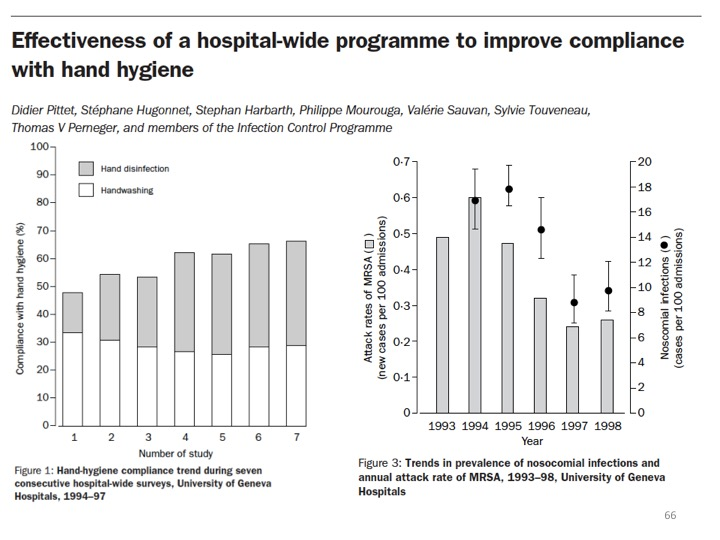 Effectiveness of a hospital-wide programme to improve compliance
with hand hygiene
Didier Pittet, Stéphane Hugonnet, Stephan Harbarth, Philippe Mourouga, Valérie Sauvan, Sylvie Touveneau,
Thomas V Perneger, and members of the Infection Control Programme
Compliance with hand hygiene (%)
100
90
80
70
60
50
40
30
20
10
0
Hand disinfection
Handwashing
1 2 3 4 5 6 7
Number of study
Figure 1: Hand-hygiene compliance trend during seven
consecutive hospital-wide surveys, University of Geneva
Hospitals, 1994–97
Attack rates of MRSA ( )
(new cases per 100 admissions)
0·7
0·6
0·5
0·4
0·3
0·2
0·1
0
20
18
16
14
12
10
8
6
4
2
0
Nosocomial infections ( )
(cases per 100 admissions)
1993 1994 1995 1996 1997 1998
Year
Figure 3: Trends in prevalence of nosocomial infections and
annual attack rate of MRSA, 1993–98, University of Geneva
Hospitals
66